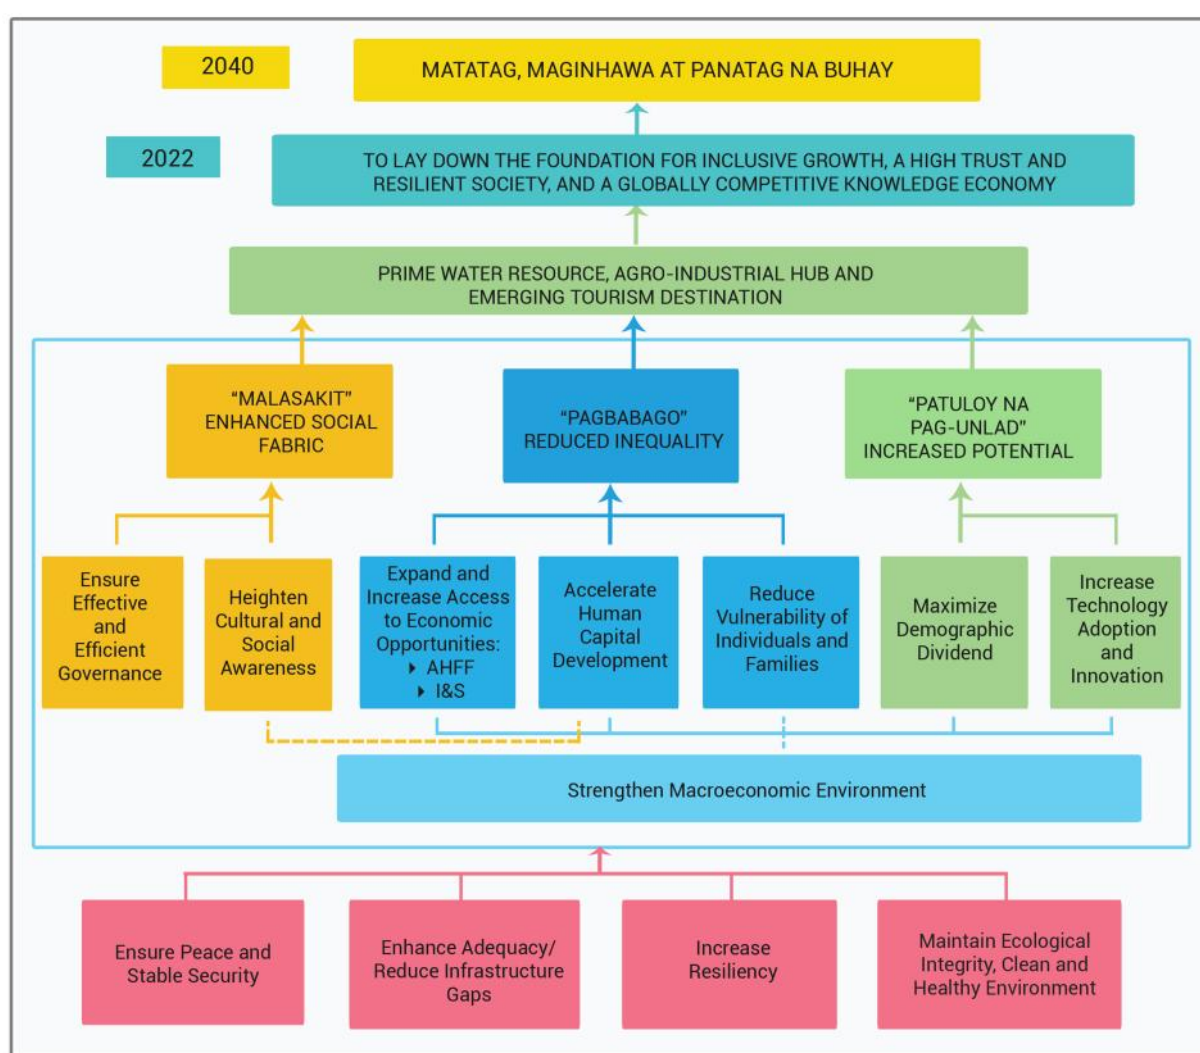 2040
MATATAG, MAGINHAWA AT PANATAG NA BUHAY
2022
TO LAY DOWN THE FOUNDATION FOR INCLUSIVE GROWTH, A HIGH TRUST AND
RESILIENT SOCIETY, AND A GLOBALLY COMPETITIVE KNOWLEDGE ECONOMY
PRIME WATER RESOURCE, AGRO-INDUSTRIAL HUB AND
EMERGING TOURISM DESTINATION
“MALASAKIT”
ENHANCED SOCIAL
FABRIC
“PAGBABAGO”
REDUCED INEQUALITY
“PATULOY NA
PAG-UNLAD”
INCREASED POTENTIAL
Ensure
Effective
and
Efficient
Governance
Heighten
Cultural and
Social
Awareness
Expand and
Increase Access
to Economic
Opportunities:
AHFF
I&S
Accelerate
Human
Capital
Development
Reduce
Vulnerability of
Individuals and
Families
Maximize
Demographic
Dividend
Increase
Technology
Adoption
and
Innovation
Strengthen Macroeconomic Environment
Ensure Peace and
Stable Security
Enhance Adequacy/
Reduce Infrastructure
Gaps
Increase
Resiliency
Maintain Ecological
Integrity, Clean and
Healthy Environment